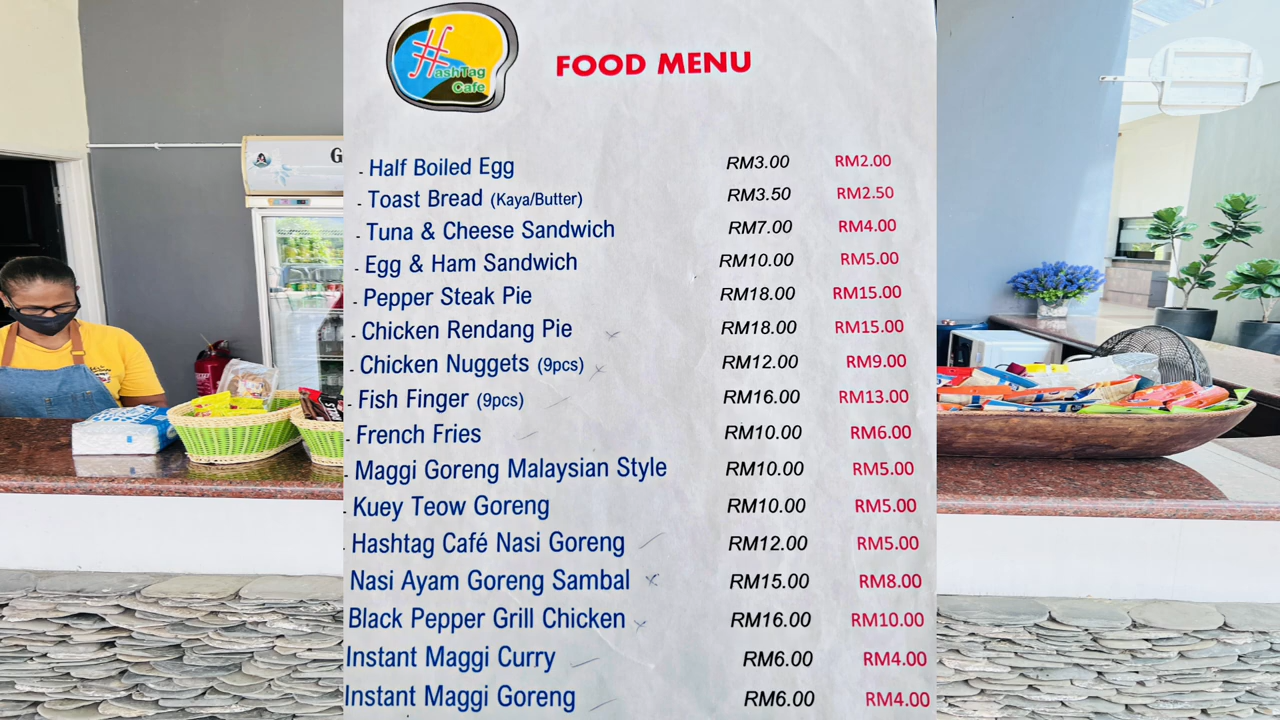 HashTag
Cafe
FOOD MENU
G
- Half Boiled Egg RM3.00 RM2.00
- Toast Bread (Kaya/Butter) RM3.50 RM2.50
- Tuna & Cheese Sandwich RM7.00 RM4.00
- Egg & Ham Sandwich RM10.00 RM5.00
- Pepper Steak Pie RM18.00 RM15.00
- Chicken Rendang Pie RM18.00 RM15.00
- Chicken Nuggets (9pcs) RM12.00 RM9.00
- Fish Finger (9pcs) RM16.00 RM13.00
- French Fries RM10.00 RM6.00
- Maggi Goreng Malaysian Style RM10.00 RM5.00
- Kuey Teow Goreng RM10.00 RM5.00
- Hashtag Café Nasi Goreng RM12.00 RM5.00
Nasi Ayam Goreng Sambal RM15.00 RM8.00
Black Pepper Grill Chicken RM16.00 RM10.00
Instant Maggi Curry RM6.00 RM4.00
Instant Maggi Goreng RM6.00 RM4.00